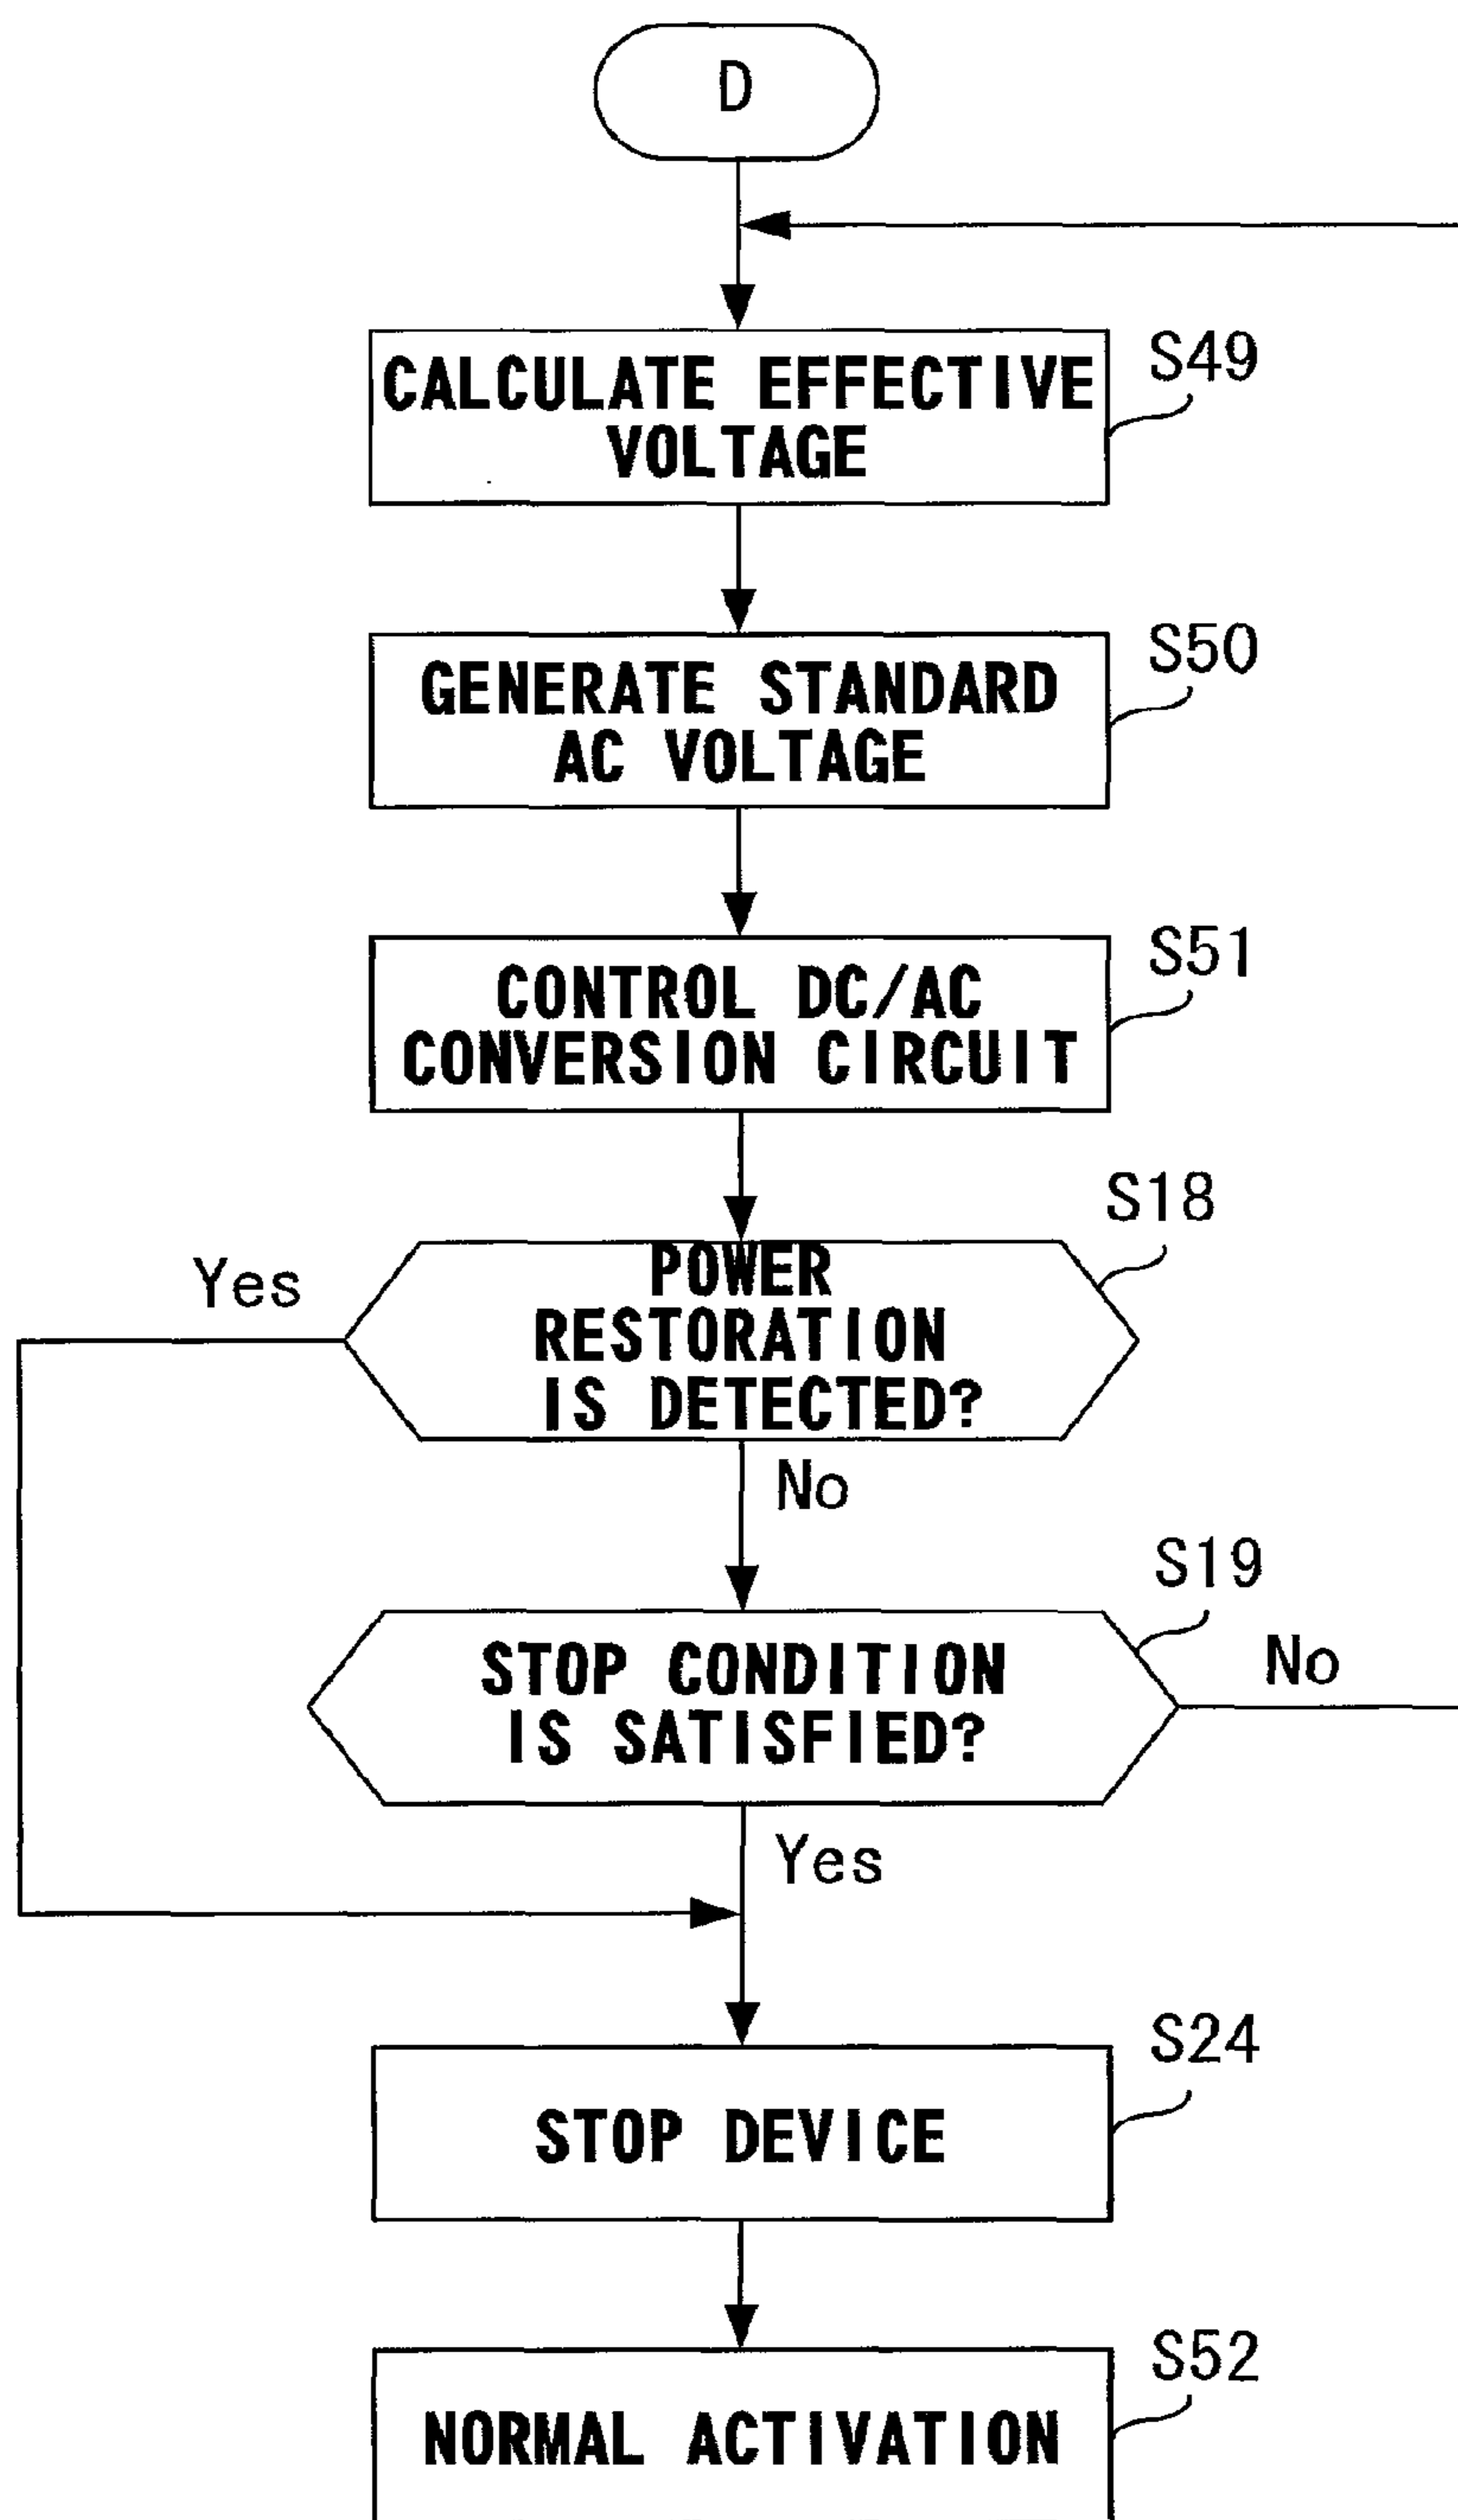 D
CALCULATE EFFECTIVE
VOLTAGE
S49
GENERATE STANDARD
AC VOLTAGE
S50
CONTROL DC/AC
CONVERSION CIRCUIT
S51
POWER
RESTORATION
IS DETECTED?
S18
Yes
No
STOP CONDITION
IS SATISFIED?
S19
No
Yes
STOP DEVICE
S24
NORMAL ACTIVATION
S52